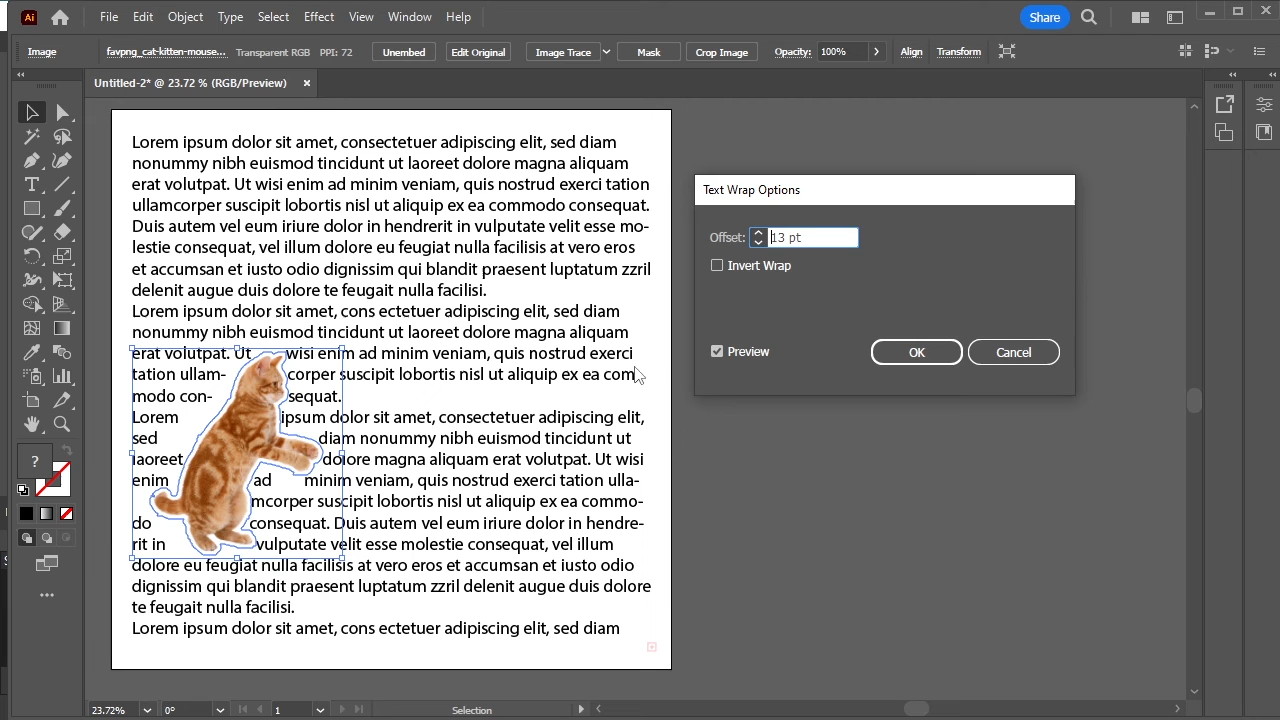 Ai File Edit Object Type Select Effect View Window Help Share
Image favpng_cat-kitten-mouse... Transparent RGB PPI: 72 Unembed Edit Original Image Trace Mask Crop Image Opacity: 100% Align Transform
Untitled-2* @ 23.72 % (RGB/Preview) ×
Lorem ipsum dolor sit amet, consectetuer adipiscing elit, sed diam
nonummy nibh euismod tincidunt ut laoreet dolore magna aliquam
erat volutpat. Ut wisi enim ad minim veniam, quis nostrud exerci tation
ullamcorper suscipit lobortis nisl ut aliquip ex ea commodo consequat.
Duis autem vel eum iriure dolor in hendrerit in vulputate velit esse mo-
lestie consequat, vel illum dolore eu feugiat nulla facilisis at vero eros
et accumsan et iusto odio dignissim qui blandit praesent luptatum zzril
delenit augue duis dolore te feugait nulla facilisi.
Lorem ipsum dolor sit amet, cons ectetuer adipiscing elit, sed diam
nonummy nibh euismod tincidunt ut laoreet dolore magna aliquam
erat volutpat. Ut wisi enim ad minim veniam, quis nostrud exerci
tation ullam- corper suscipit lobortis nisl ut aliquip ex ea com
modo con- sequat.
Lorem ipsum dolor sit amet, consectetuer adipiscing elit,
sed diam nonummy nibh euismod tincidunt ut
laoreet dolore magna aliquam erat volutpat. Ut wisi
enim ad minim veniam, quis nostrud exerci tation ulla-
mcorper suscipit lobortis nisl ut aliquip ex ea commo-
do consequat. Duis autem vel eum iriure dolor in hendre-
rit in vulputate velit esse molestie consequat, vel illum
dolore eu feugiat nulla facilisis at vero eros et accumsan et iusto odio
dignissim qui blandit praesent luptatum zzril delenit augue duis dolore
te feugait nulla facilisi.
Lorem ipsum dolor sit amet, cons ectetuer adipiscing elit, sed diam
Text Wrap Options
Offset: 13 pt
Invert Wrap
Preview OK Cancel
?
23.72% 0° 1 Selection